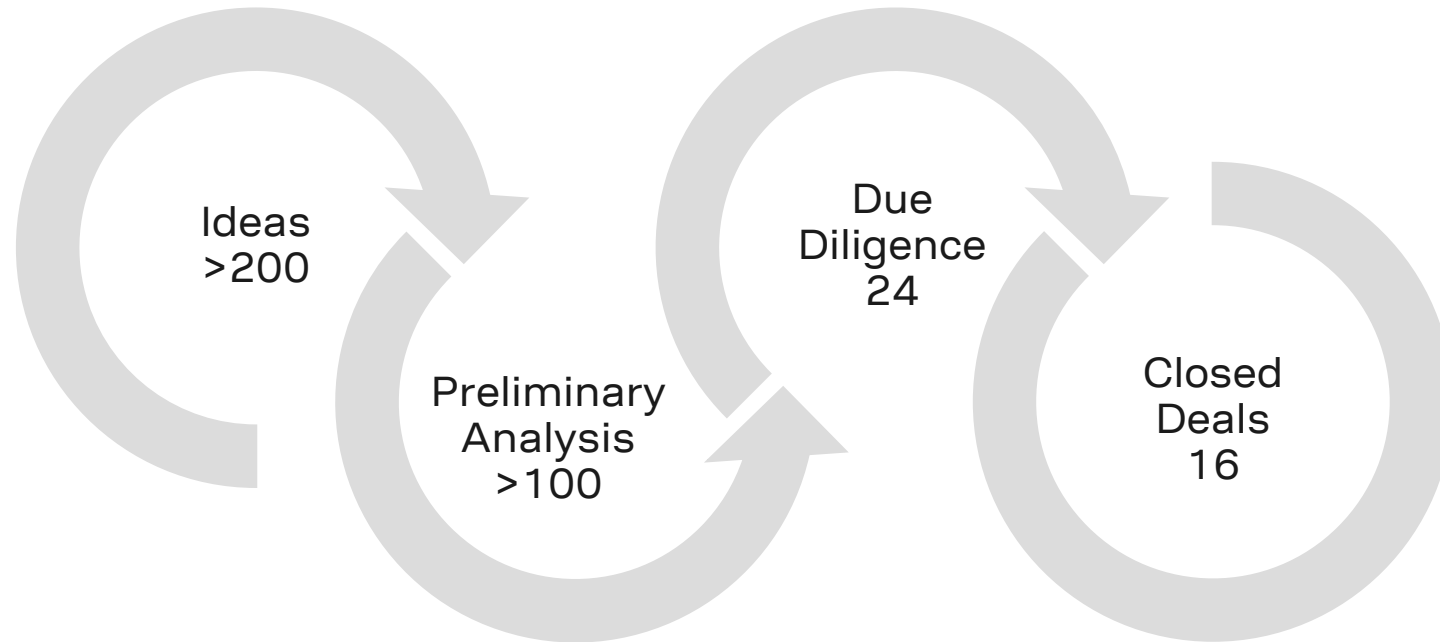 Ideas
>200
Preliminary
Analysis
>100
Due
Diligence
24
Closed
Deals
16